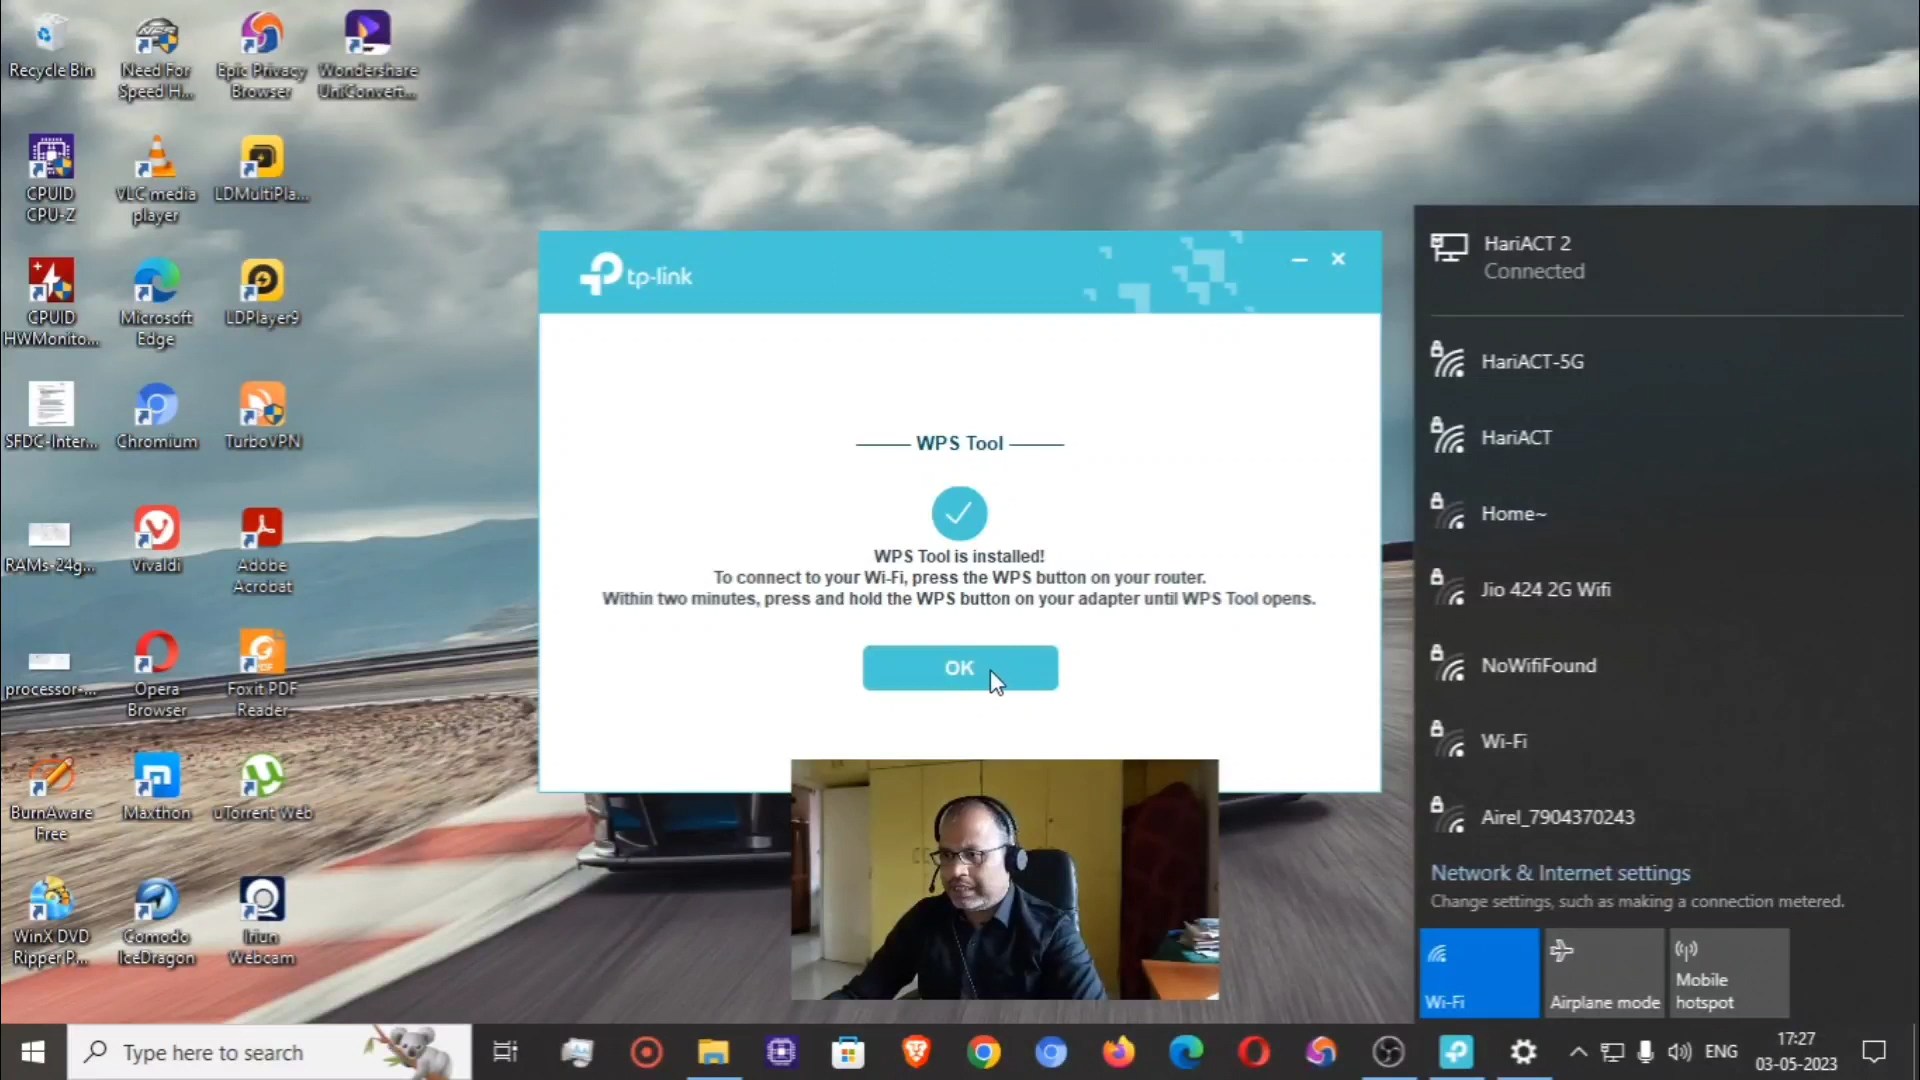 Recycle Bin
Need For
Speed H...
Epic Privacy
Browser
Wondershare
UniConvert...
CPUID
CPU-Z
VLC media
player
LDMultiPla...
CPUID
HWMonito...
Microsoft
Edge
LDPlayer9
SFDC-Inter...
Chromium
TurboVPN
RAMs-24g...
Vivaldi
Adobe
Acrobat
processor-...
Opera
Browser
Foxit PDF
Reader
BurnAware
Free
Maxthon
uTorrent Web
WinX DVD
Ripper P...
Comodo
IceDragon
Iriun
Webcam
tp-link
WPS Tool
WPS Tool is installed!
To connect to your Wi-Fi, press the WPS button on your router.
Within two minutes, press and hold the WPS button on your adapter until WPS Tool opens.
OK
HariACT 2
Connected
HariACT-5G
HariACT
Home~
Jio 424 2G Wifi
NoWifiFound
Wi-Fi
Airel_7904370243
Network & Internet settings
Change settings, such as making a connection metered.
Wi-Fi
Airplane mode
Mobile
hotspot
Type here to search
ENG
17:27
03-05-2023